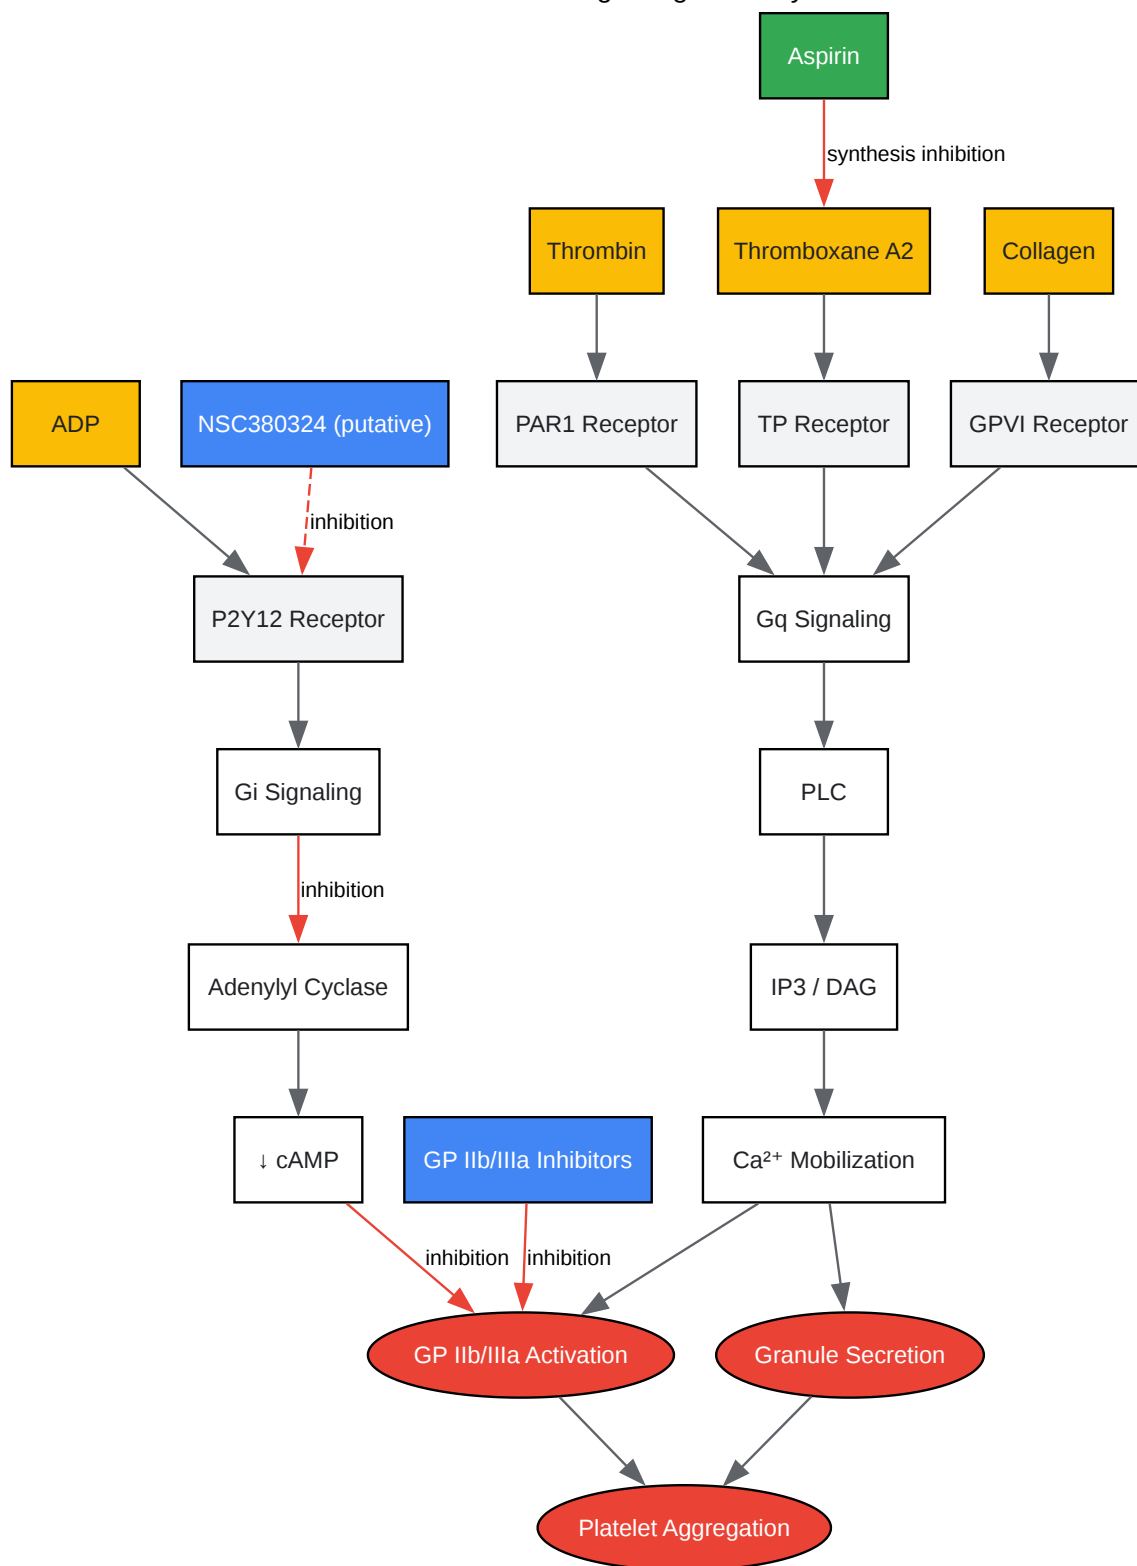 Aspirin
synthesis inhibition
Thrombin
Thromboxane A2
Collagen
ADP
NSC380324 (putative)
PAR1 Receptor
TP Receptor
GPVI Receptor
inhibition
P2Y12 Receptor
Gq Signaling
Gi Signaling
PLC
inhibition
Adenylyl Cyclase
IP3 / DAG
↓ cAMP
GP IIb/IIIa Inhibitors
Ca²⁺ Mobilization
inhibition
inhibition
GP IIb/IIIa Activation
Granule Secretion
Platelet Aggregation